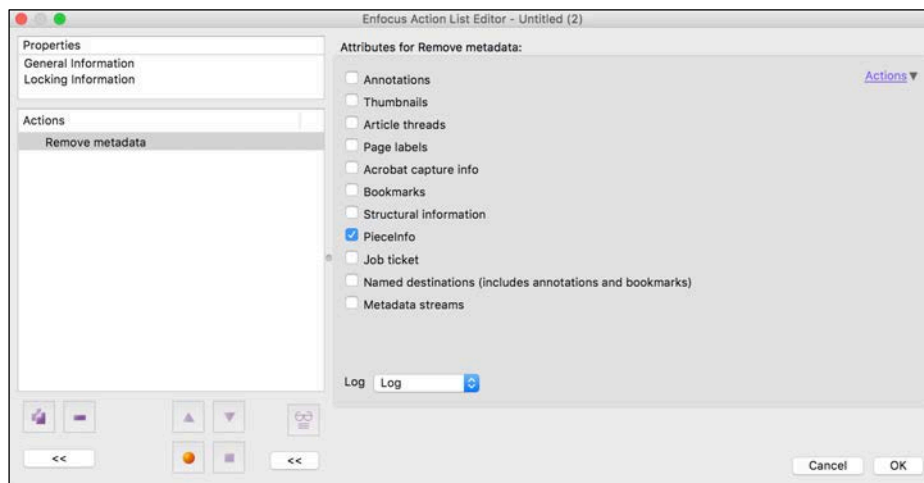 Enfocus Action List Editor - Untitled (2)
Properties
General Information
Locking Information
Actions
Remove metadata
<<
<<
Attributes for Remove metadata:
Actions▼
Annotations
Thumbnails
Article threads
Page labels
Acrobat capture info
Bookmarks
Structural information
PieceInfo
Job ticket
Named destinations (includes annotations and bookmarks)
Metadata streams
Log Log
Cancel OK